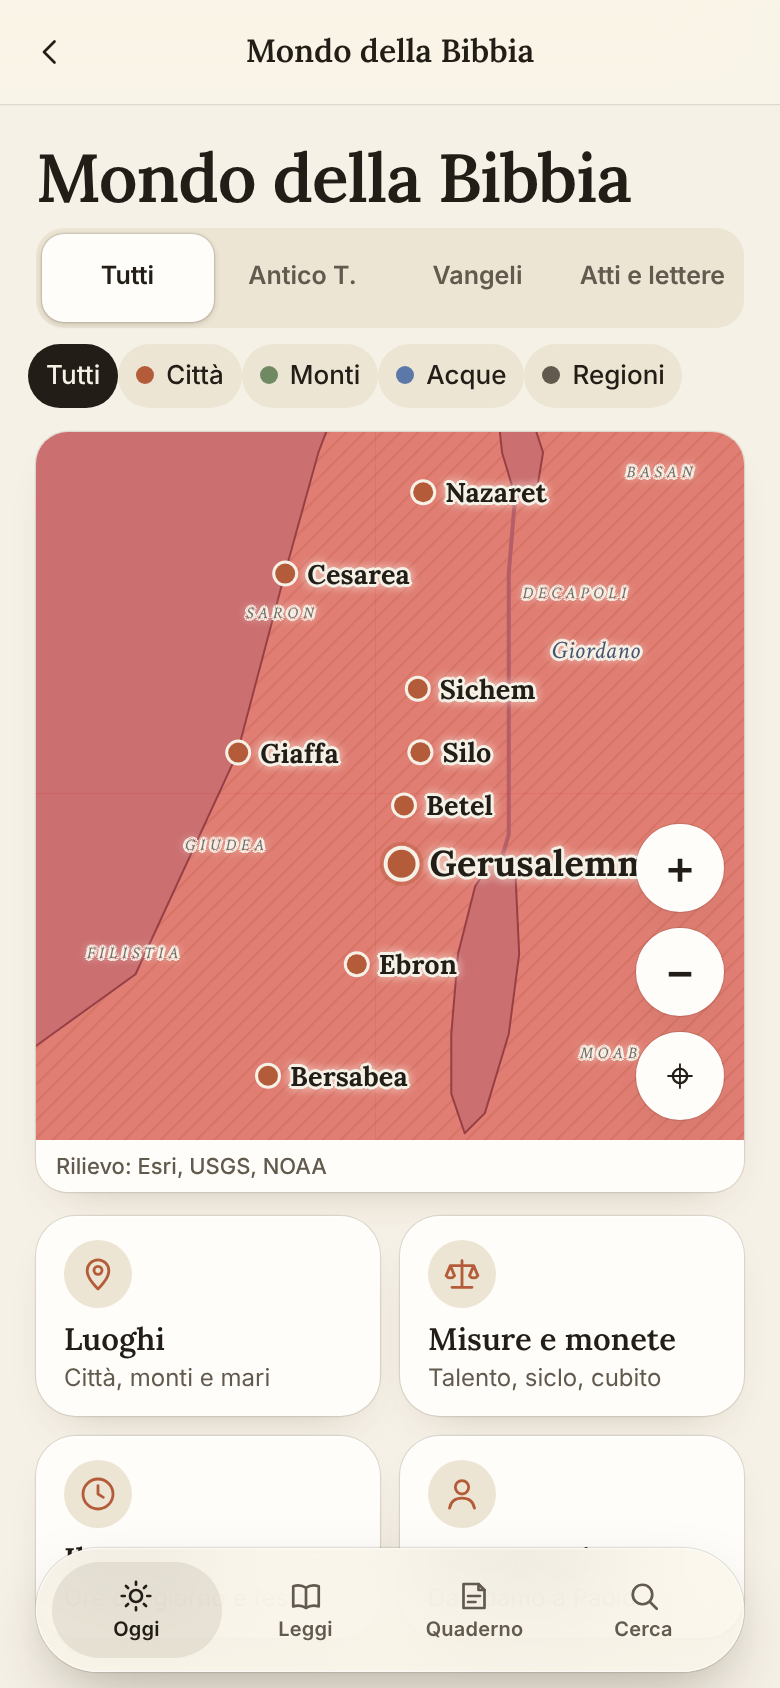 Mondo della Bibbia
Mondo della Bibbia
Tutti
Antico T.
Vangeli
Atti e lettere
Tutti
Città
Monti
Acque
Regioni
BASAN
Nazaret
Cesarea
DECAPOLI
SARON
Giordano
Sichem
Giaffa
Silo
Betel
GIUDEA
Gerusalemm
+
FILISTIA
Ebron
−
MOAB
Bersabea
Rilievo: Esri, USGS, NOAA
Luoghi
Città, monti e mari
Misure e monete
Talento, siclo, cubito
Oggi
Leggi
Quaderno
Cerca